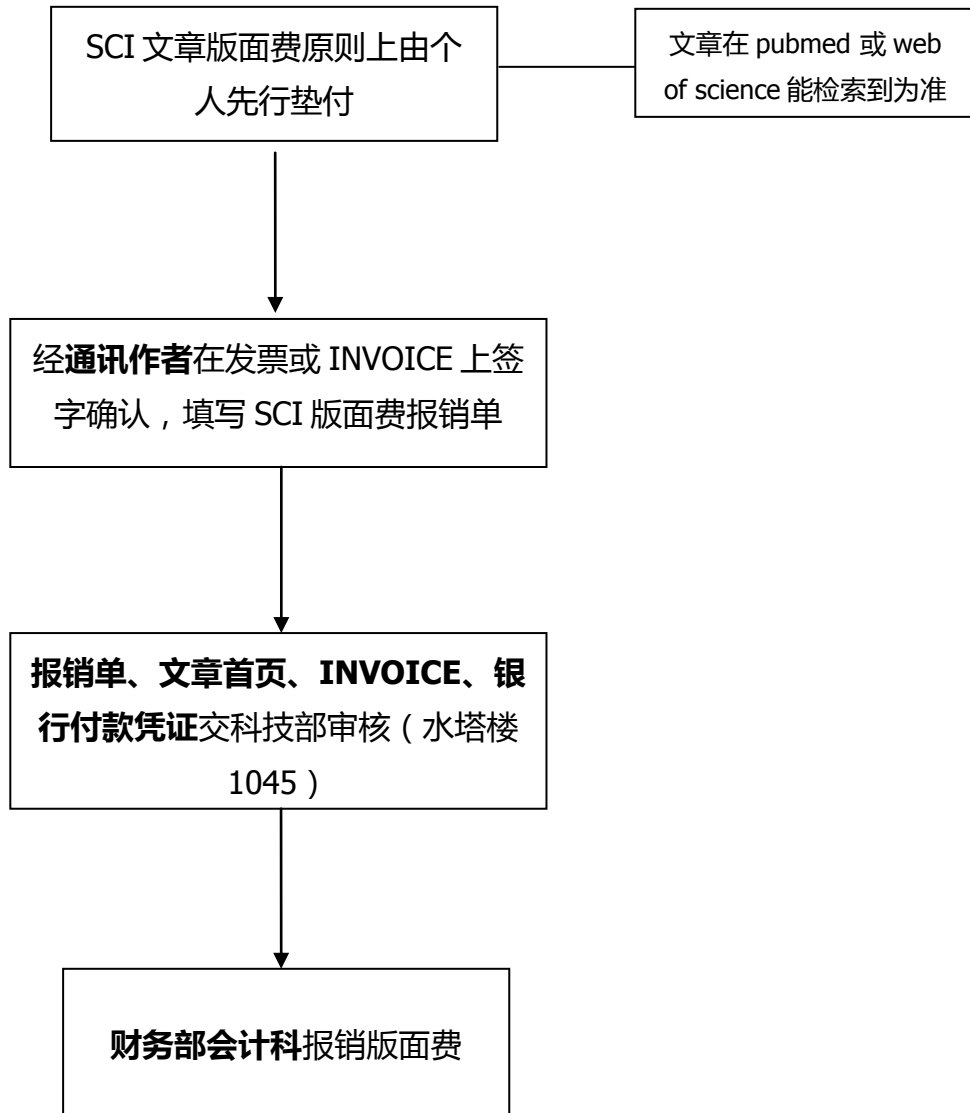 SCI 文章版面费原则上由个
人先行垫付
文章在 pubmed 或 web
of science 能检索到为准
经通讯作者在发票或 INVOICE 上签
字确认，填写 SCI 版面费报销单
报销单、文章首页、INVOICE、银
行付款凭证交科技部审核（水塔楼
1045）
财务部会计科报销版面费